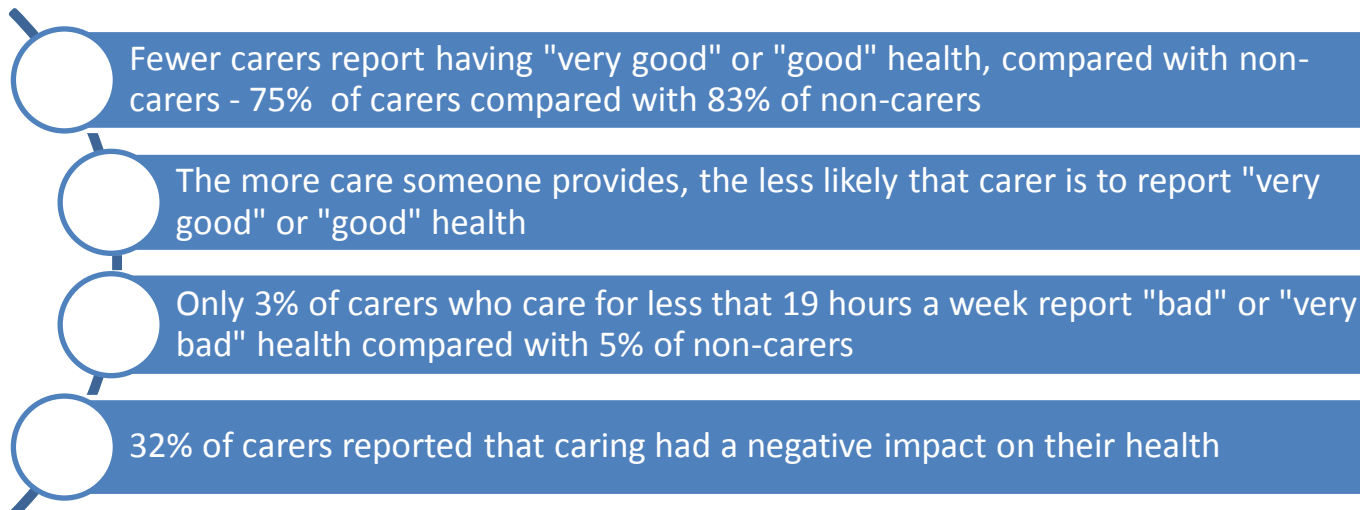 Fewer carers report having "very good" or "good" health, compared with non-
carers - 75%  of carers compared with 83% of non-carers
The more care someone provides, the less likely that carer is to report "very
good" or "good" health
Only 3% of carers who care for less that 19 hours a week report "bad" or "very
bad" health compared with 5% of non-carers
32% of carers reported that caring had a negative impact on their health